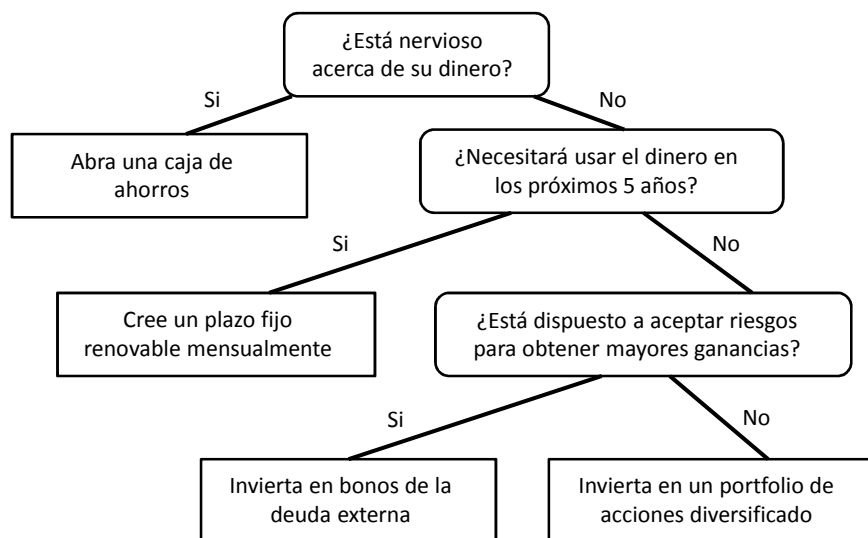 ¿Está nervioso
acerca de su dinero?
Si
No
Abra una caja de
ahorros
¿Necesitará usar el dinero en
los próximos 5 años?
Si
No
Cree un plazo fijo
renovable mensualmente
¿Está dispuesto a aceptar riesgos
para obtener mayores ganancias?
Si
No
Invierta en bonos de la
deuda externa
Invierta en un portfolio de
acciones diversificado